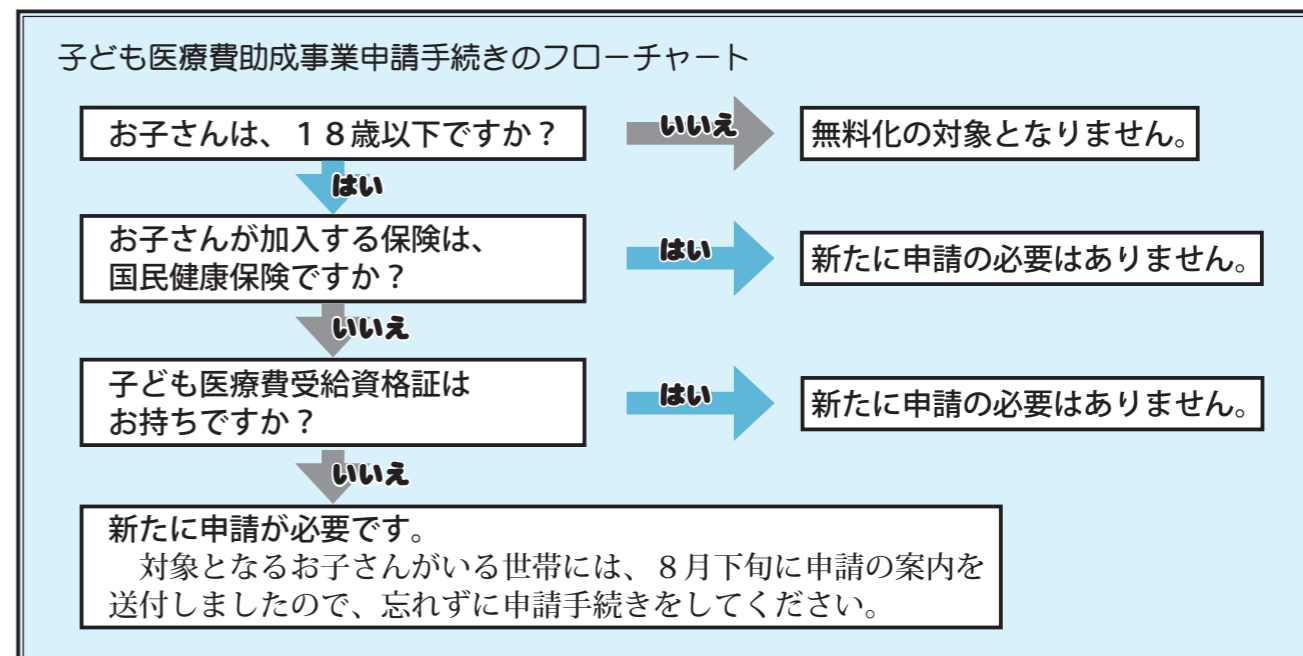 子ども医療費助成事業申請手続きのフローチャート
お子さんは、１８歳以下ですか？
いいえ
無料化の対象となりません。
はい
お子さんが加入する保険は、
国民健康保険ですか？
はい
新たに申請の必要はありません。
いいえ
子ども医療費受給資格証は
お持ちですか？
はい
新たに申請の必要はありません。
いいえ
新たに申請が必要です。
　対象となるお子さんがいる世帯には、８月下旬に申請の案内を
送付しましたので、忘れずに申請手続きをしてください。